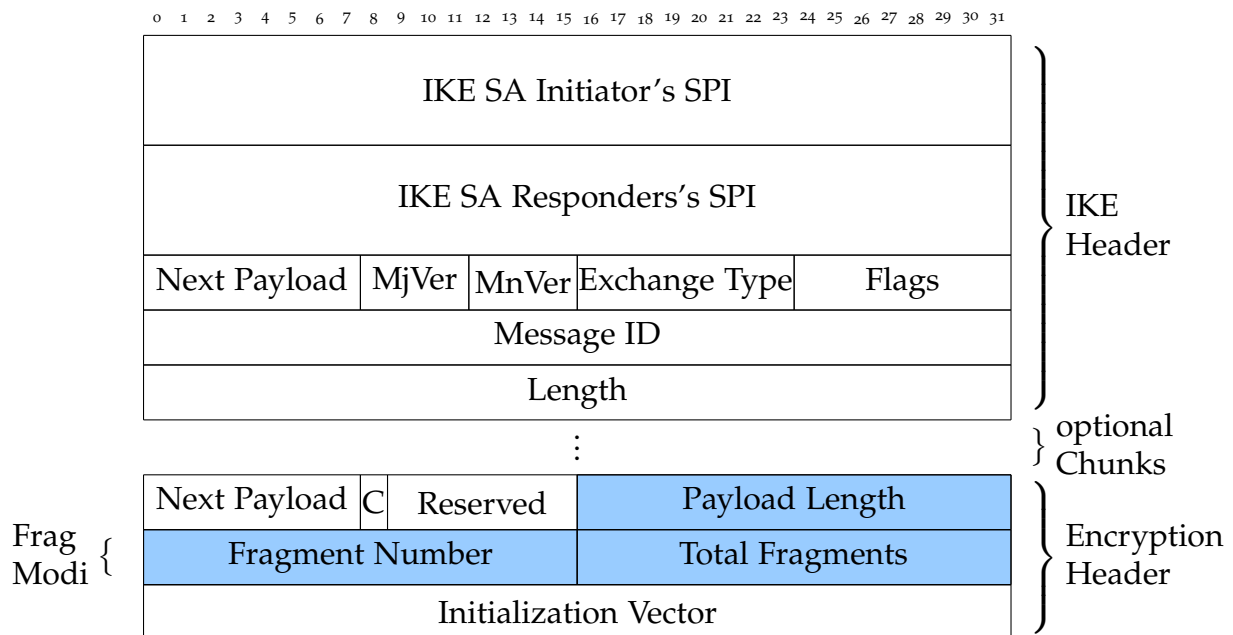 0 1 2 3 4 5 6 7 8 9 10 11 12 13 14 15 16 17 18 19 20 21 22 23 24 25 26 27 28 29 30 31
IKE SA Initiator's SPI
IKE SA Responders's SPI
IKE
Header
Next Payload MjVer MnVer Exchange Type Flags
Message ID
Length
⋮
optional
Chunks
Next Payload C Reserved Payload Length
Frag
Modi
Fragment Number Total Fragments
Encryption
Header
Initialization Vector